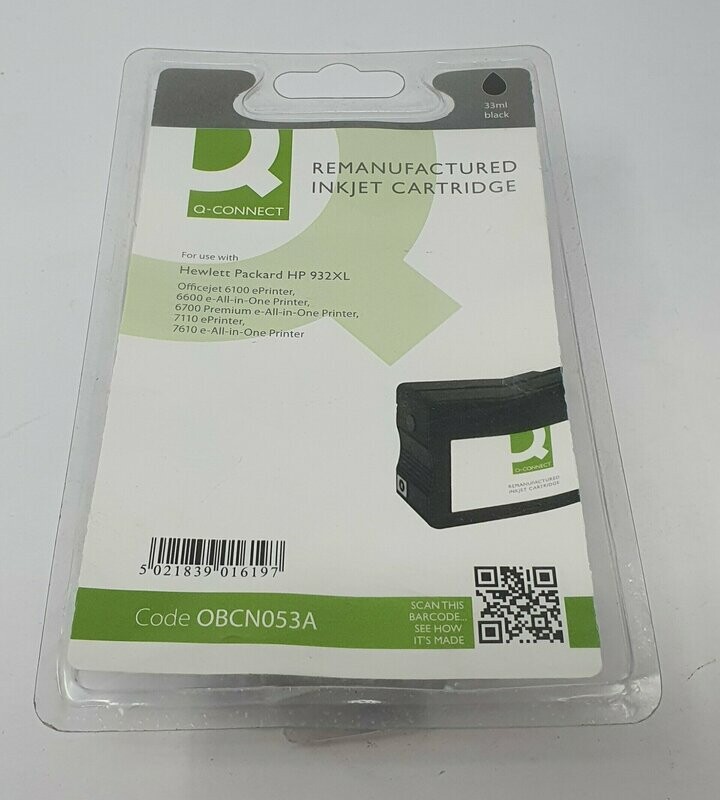 33ml
black
REMANUFACTURED
INKJET CARTRIDGE
Q-CONNECT
For use with
Hewlett Packard HP 932XL
Officejet 6100 ePrinter,
6600 e-All-in-One Printer,
6700 Premium e-All-in-One Printer,
7110 ePrinter,
7610 e-All-in-One Printer
Q-CONNECT
REMANUFACTURED
INKJET CARTRIDGE
5 021839 016197
Code OBCN053A
SCAN THIS
BARCODE...
SEE HOW
IT'S MADE